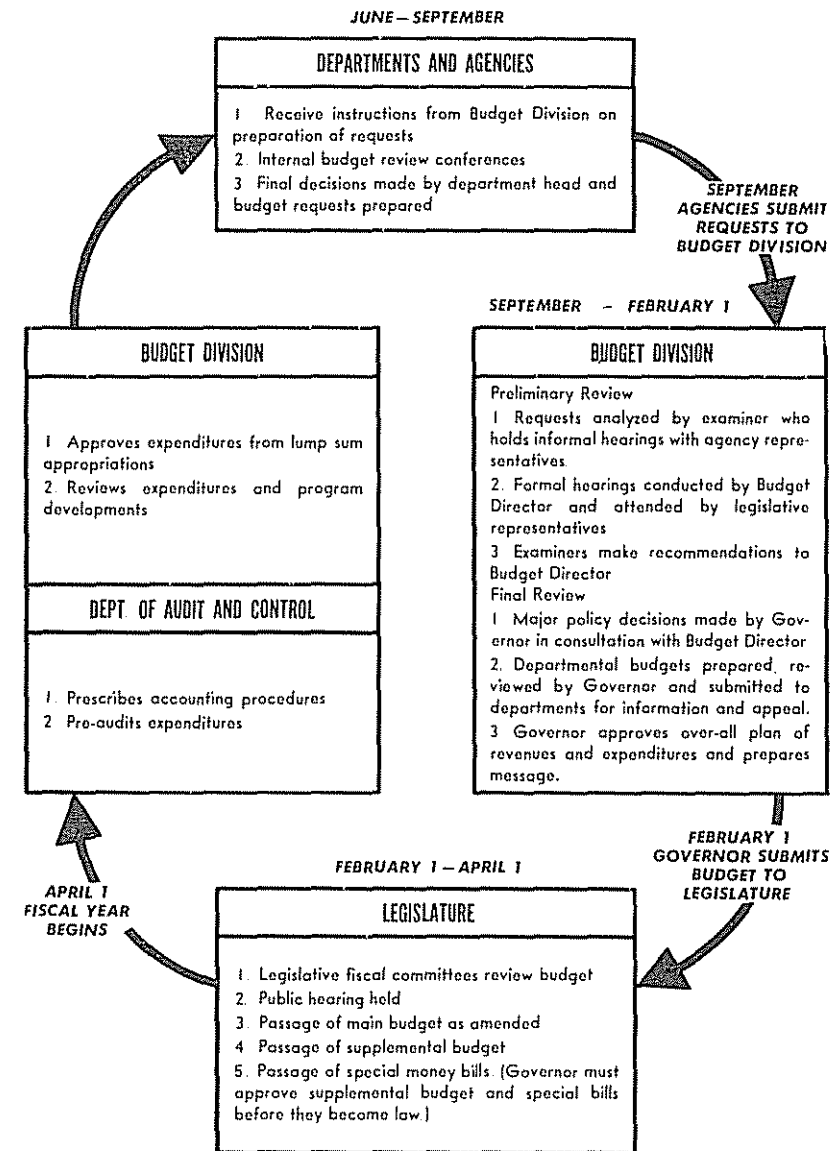 JUNE—SEPTEMBER
DEPARTMENTS AND AGENCIES
1 Receive instructions from Budget Division on
preparation of requests
2. Internal budget review conferences
3 Final decisions made by department head and
budget requests prepared
SEPTEMBER
AGENCIES SUBMIT
REQUESTS TO
BUDGET DIVISION
SEPTEMBER – FEBRUARY 1
BUDGET DIVISION
Preliminary Review
1 Requests analyzed by examiner who
holds informal hearings with agency repre-
sentatives.
2. Formal hearings conducted by Budget
Director and attended by legislative
representatives
3 Examiners make recommendations to
Budget Director
Final Review
1 Major policy decisions made by Gov-
ernor in consultation with Budget Director
2. Departmental budgets prepared, re-
viewed by Governor and submitted to
departments for information and appeal.
3 Governor approves over-all plan of
revenues and expenditures and prepares
message.
FEBRUARY 1
GOVERNOR SUBMITS
BUDGET TO
LEGISLATURE
FEBRUARY 1—APRIL 1
LEGISLATURE
1. Legislative fiscal committees review budget
2. Public hearing held
3. Passage of main budget as amended
4 Passage of supplemental budget
5. Passage of special money bills. (Governor must
approve supplemental budget and special bills
before they become law.)
APRIL 1
FISCAL YEAR
BEGINS
BUDGET DIVISION
1 Approves expenditures from lump sum
appropriations
2. Reviews expenditures and program
developments
DEPT. OF AUDIT AND CONTROL
1. Prescribes accounting procedures
2 Pre-audits expenditures